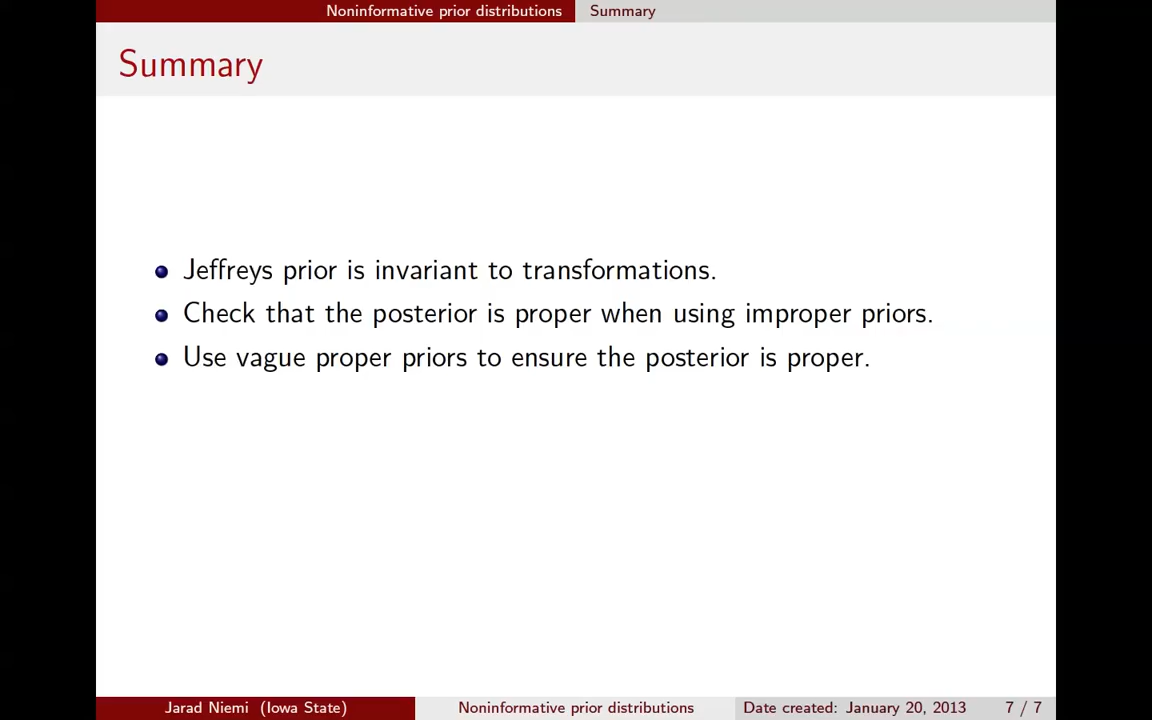 Noninformative prior distributions Summary
Summary
Jeffreys prior is invariant to transformations.
Check that the posterior is proper when using improper priors.
Use vague proper priors to ensure the posterior is proper.
Jarad Niemi (Iowa State) Noninformative prior distributions Date created: January 20, 2013 7 / 7